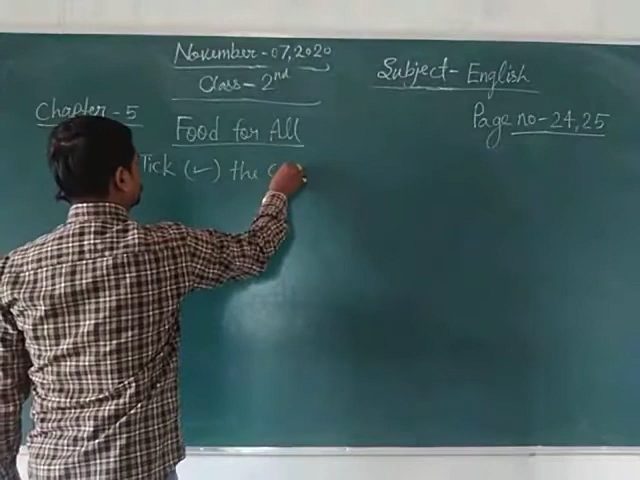 November-07,2020
Class-2nd
Subject- English
Chapter-5
Page no-24,25
Food for All
Tick (✓) the